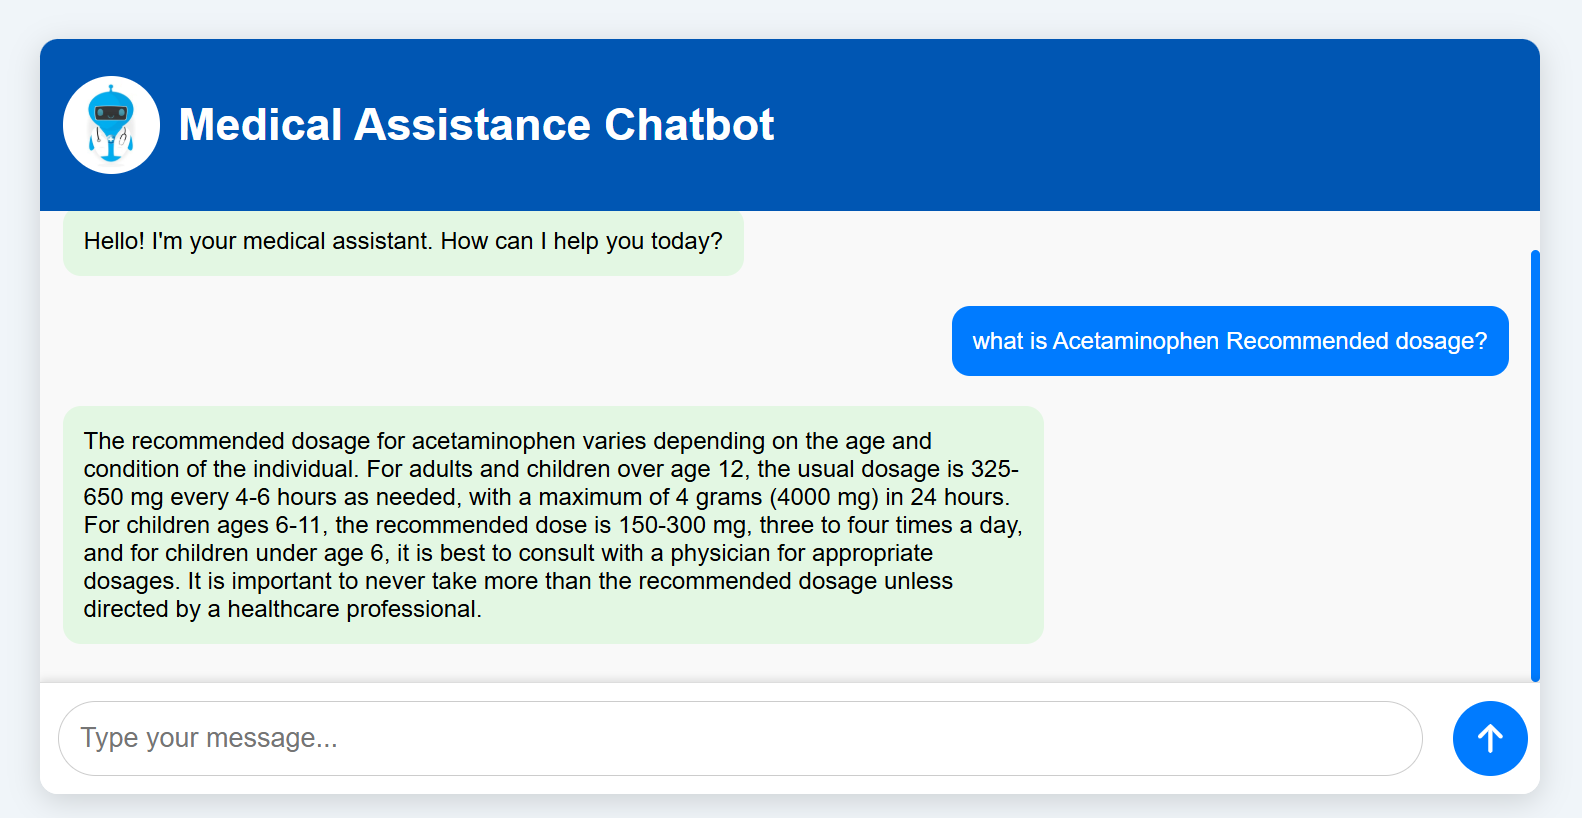 Medical Assistance Chatbot
Hello! I'm your medical assistant. How can I help you today?
what is Acetaminophen Recommended dosage?
The recommended dosage for acetaminophen varies depending on the age and
condition of the individual. For adults and children over age 12, the usual dosage is 325-
650 mg every 4-6 hours as needed, with a maximum of 4 grams (4000 mg) in 24 hours.
For children ages 6-11, the recommended dose is 150-300 mg, three to four times a day,
and for children under age 6, it is best to consult with a physician for appropriate
dosages. It is important to never take more than the recommended dosage unless
directed by a healthcare professional.
Type your message...